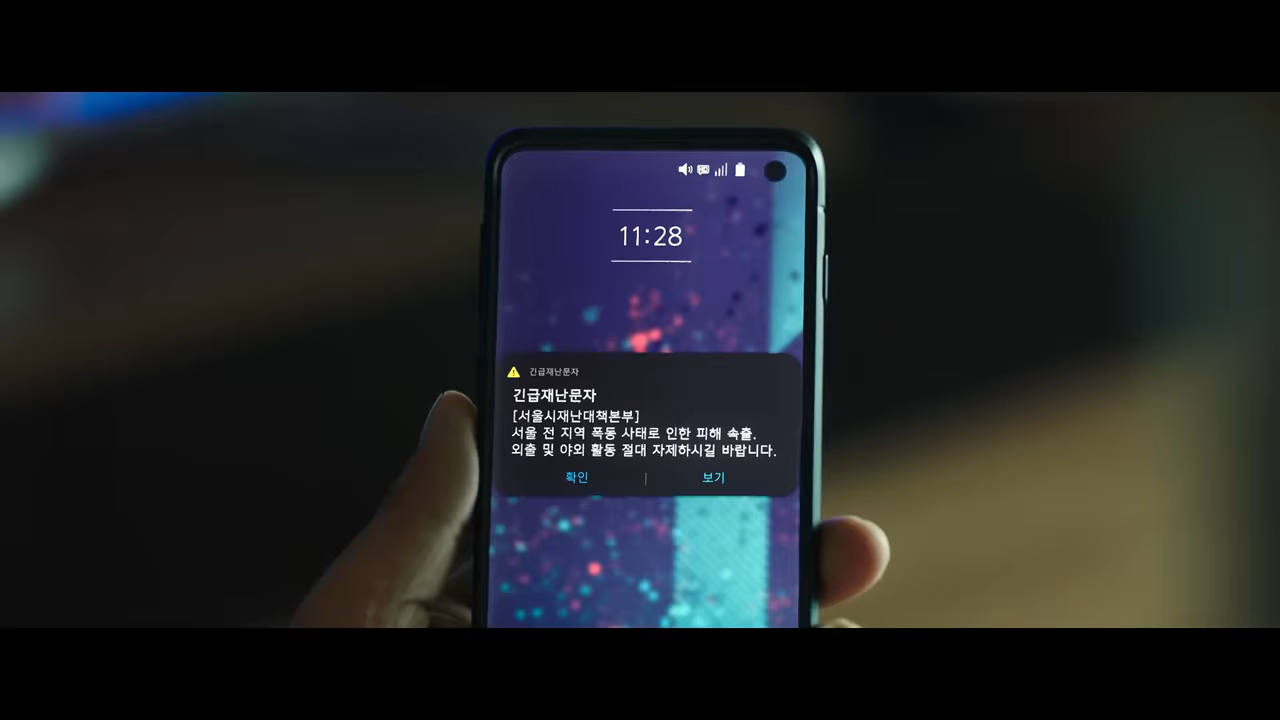 11:28
긴급재난문자
긴급재난문자
[서울시재난대책본부]
서울 전 지역 폭동 사태로 인한 피해 속출.
외출 및 야외 활동 절대 자제하시길 바랍니다.
확인 | 보기